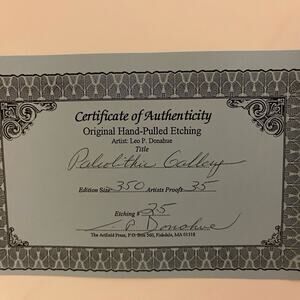 Certificate of Authenticity
Original Hand-Pulled Etching
Artist: Leo P. Donahue
Title
Paleolithic Gallery
Edition Size 350 Artists Proofs 35
Etching # 25
L. P. Donahue
The Artfield Press, P.O. Box 560, Fiskdale, MA 01518